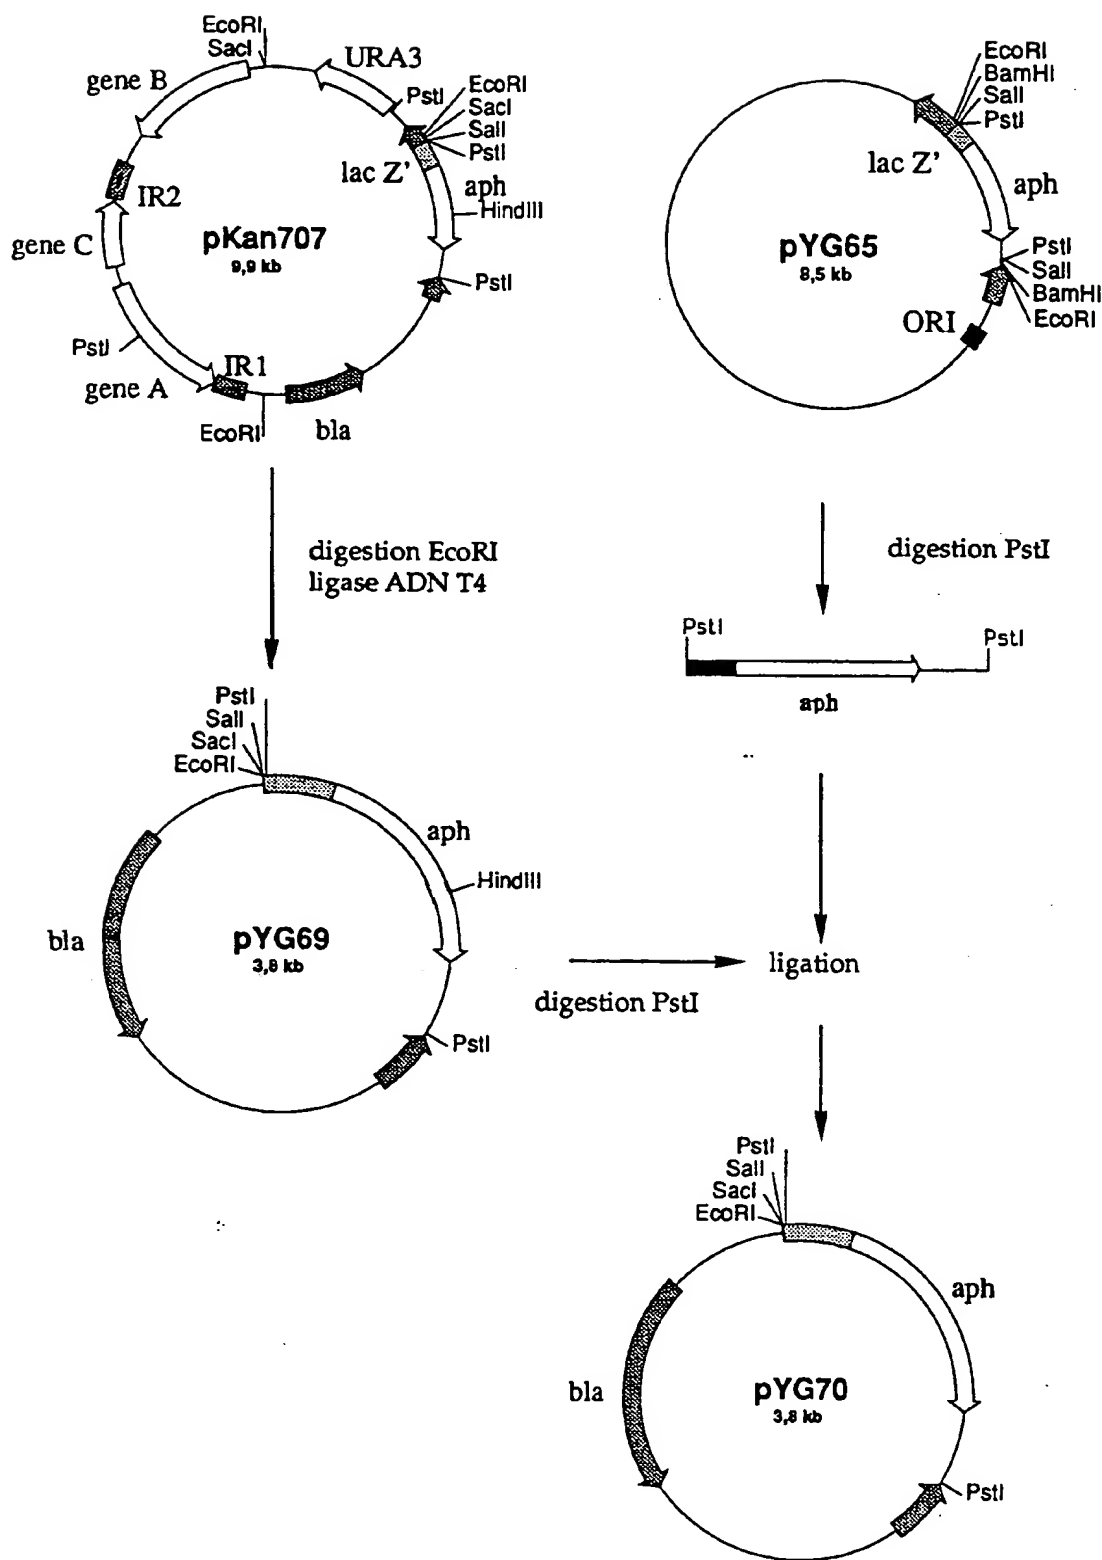 EcoRI
SacI
gene B
URA3
PstI
EcoRI
SacI
SalI
PstI
lac Z'
aph
HindIII
IR2
gene C
pKan707
9,9 kb
PstI
PstI
gene A
IR1
EcoRI
bla
EcoRI
BamHI
SalI
PstI
lac Z'
aph
pYG65
8,5 kb
PstI
SalI
BamHI
EcoRI
ORI
digestion EcoRI
ligase ADN T4
digestion PstI
PstI
PstI
aph
PstI
SalI
SacI
EcoRI
aph
HindIII
bla
pYG69
3,8 kb
PstI
digestion PstI
ligation
PstI
SalI
SacI
EcoRI
aph
bla
pYG70
3,8 kb
PstI